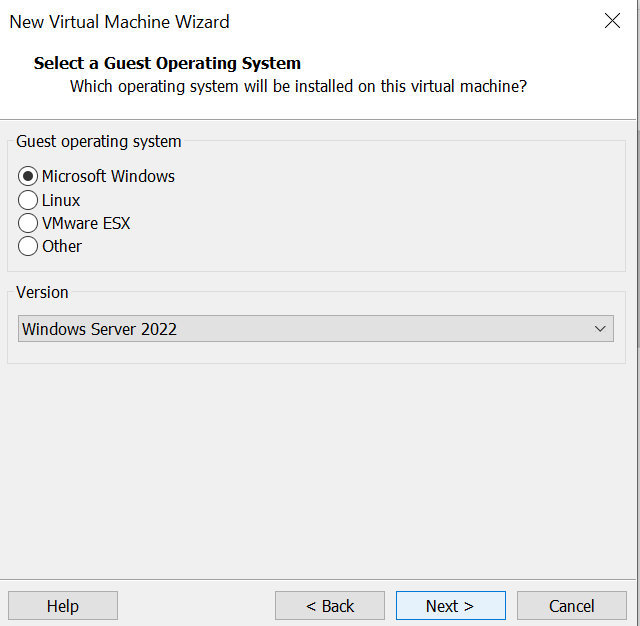 New Virtual Machine Wizard
Select a Guest Operating System
Which operating system will be installed on this virtual machine?
Guest operating system
Microsoft Windows
Linux
VMware ESX
Other
Version
Windows Server 2022
Help
< Back
Next >
Cancel